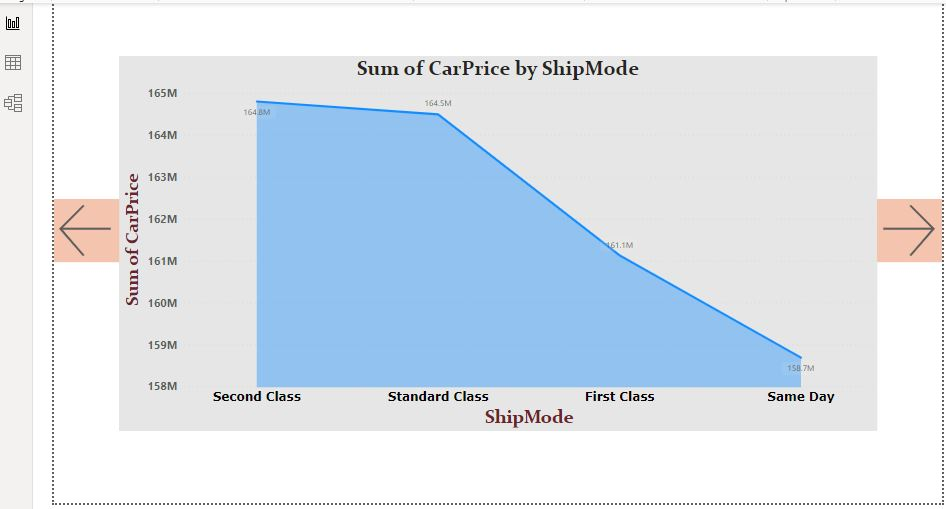 Sum of CarPrice by ShipMode
165M
164M
163M
162M
161M
160M
159M
158M
Sum of CarPrice
164.8M
164.5M
161.1M
158.7M
Second Class
Standard Class
First Class
Same Day
ShipMode